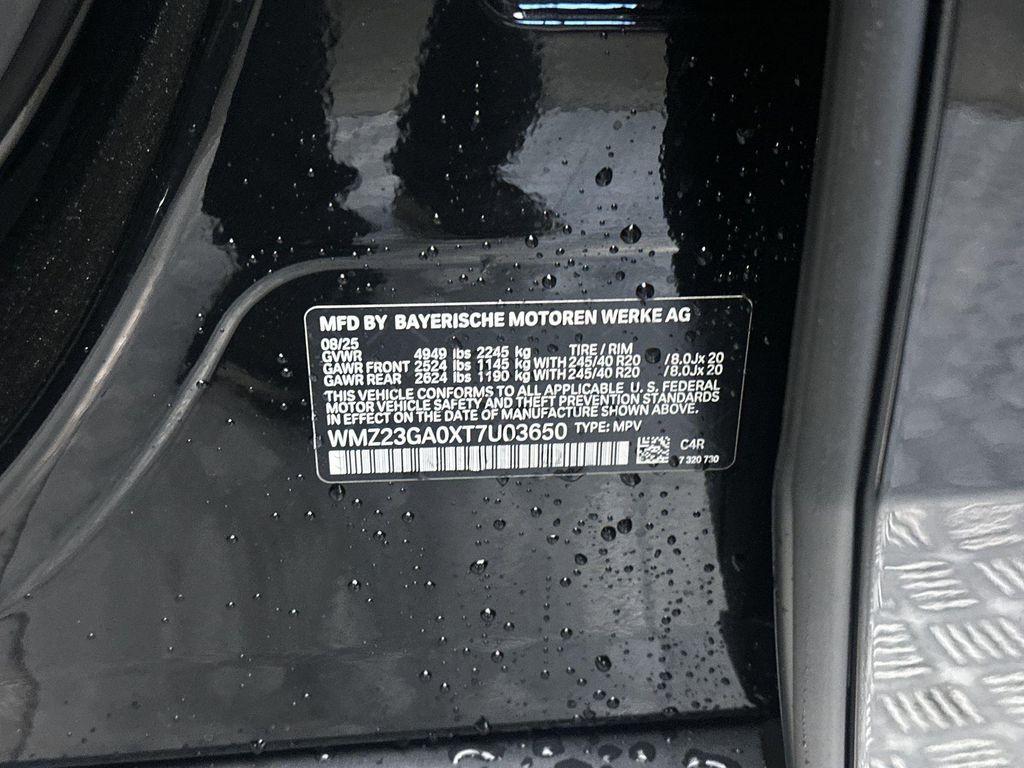 MFD BY BAYERISCHE MOTOREN WERKE AG
08/25
GVWR 4949 lbs 2245 kg TIRE / RIM
GAWR FRONT 2524 lbs 1145 kg WITH 245/40 R20 /8.0Jx 20
GAWR REAR 2624 lbs 1190 kg WITH 245/40 R20 /8.0Jx 20
THIS VEHICLE CONFORMS TO ALL APPLICABLE U. S. FEDERAL
MOTOR VEHICLE SAFETY AND THEFT PREVENTION STANDARDS
IN EFFECT ON THE DATE OF MANUFACTURE SHOWN ABOVE.
WMZ23GA0XT7U03650 TYPE: MPV
C4R
7 320 730